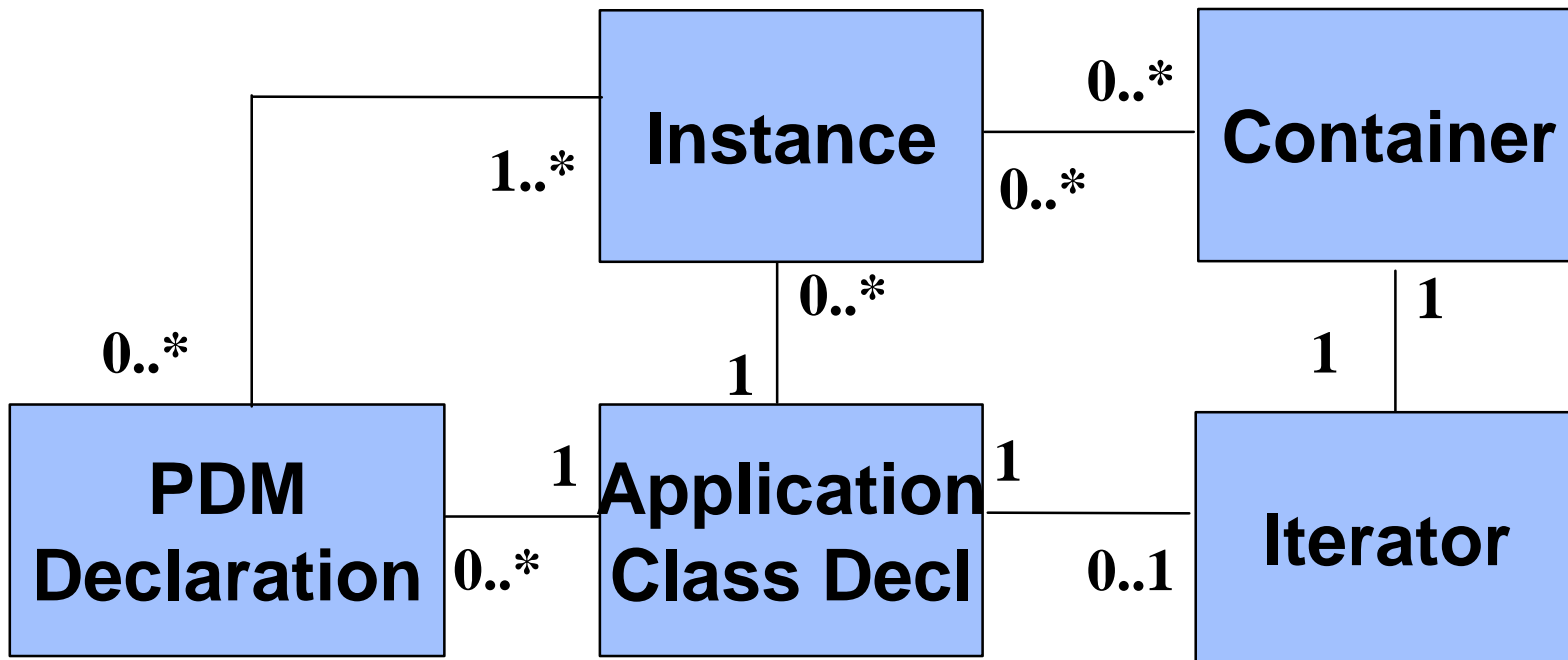 0..*
Instance
Container
1..*
0..*
0..*
1
0..*
1
1
PDM
Declaration
1
0..*
Application
Class Decl
1
0..1
Iterator